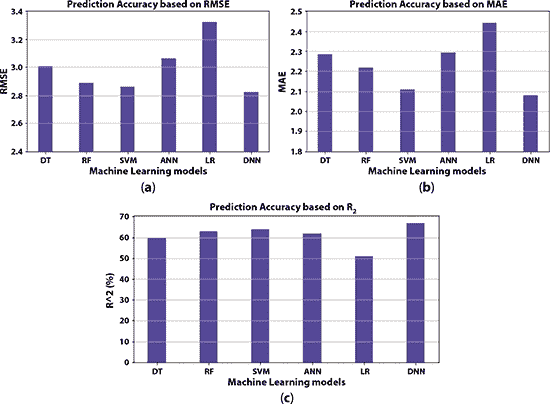 Prediction Accuracy based on RMSE
3.4
3.2
3.0
2.8
2.6
2.4
RMSE
DT RF SVM ANN LR DNN
Machine Learning models
(a)
Prediction Accuracy based on MAE
2.5
2.4
2.3
2.2
2.1
2.1
1.9
1.8
MAE
DT RF SVM ANN LR DNN
Machine Learning models
(b)
Prediction Accuracy based on R2
70
60
50
40
30
20
10
0
R^2 (%)
DT RF SVM ANN LR DNN
Machine Learning models
(c)